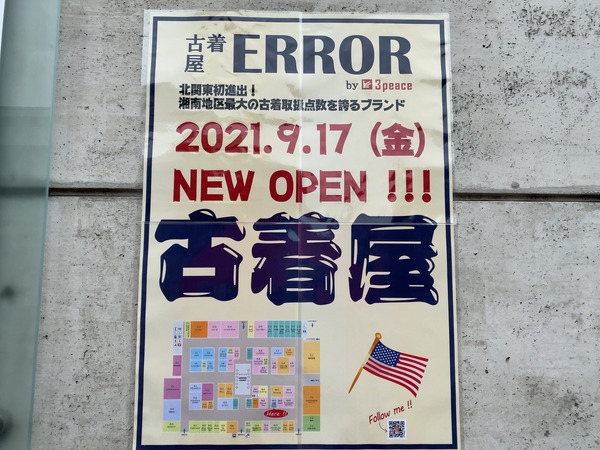 古着屋 ERROR
by 3peace
北関東初進出！
湘南地区最大の古着取扱点数を誇るブランド
2021.9.17（金）
NEW OPEN !!!
古着屋
Here !!
Follow me !!